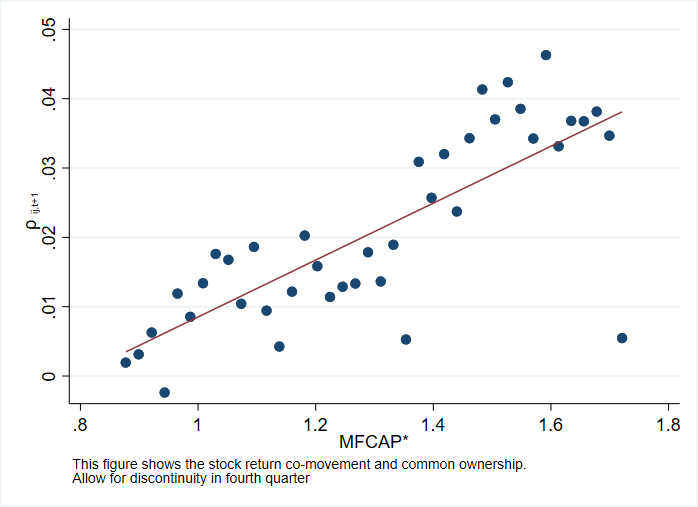 .05
.04
.03
.02
.01
0
ρ ij,t+1
.8 1 1.2 1.4 1.6 1.8
MFCAP*
This figure shows the stock return co-movement and common ownership.
Allow for discontinuity in fourth quarter